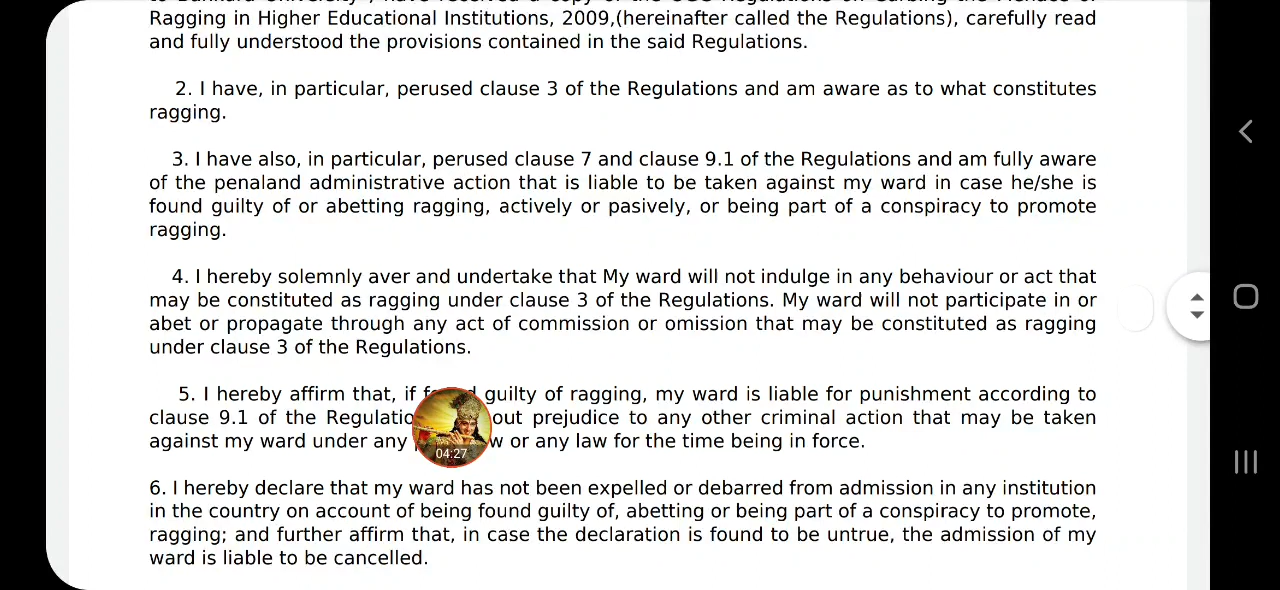 Ragging in Higher Educational Institutions, 2009,(hereinafter called the Regulations), carefully read
and fully understood the provisions contained in the said Regulations.
2. I have, in particular, perused clause 3 of the Regulations and am aware as to what constitutes
ragging.
3. I have also, in particular, perused clause 7 and clause 9.1 of the Regulations and am fully aware
of the penaland administrative action that is liable to be taken against my ward in case he/she is
found guilty of or abetting ragging, actively or pasively, or being part of a conspiracy to promote
ragging.
4. I hereby solemnly aver and undertake that My ward will not indulge in any behaviour or act that
may be constituted as ragging under clause 3 of the Regulations. My ward will not participate in or
abet or propagate through any act of commission or omission that may be constituted as ragging
under clause 3 of the Regulations.
5. I hereby affirm that, if guilty of ragging, my ward is liable for punishment according to
clause 9.1 of the prejudice to any other criminal action that may be taken
against my ward under any or any law for the time being in force.
04:27
6. I hereby declare that my ward has not been expelled or debarred from admission in any institution
in the country on account of being found guilty of, abetting or being part of a conspiracy to promote,
ragging; and further affirm that, in case the declaration is found to be untrue, the admission of my
ward is liable to be cancelled.